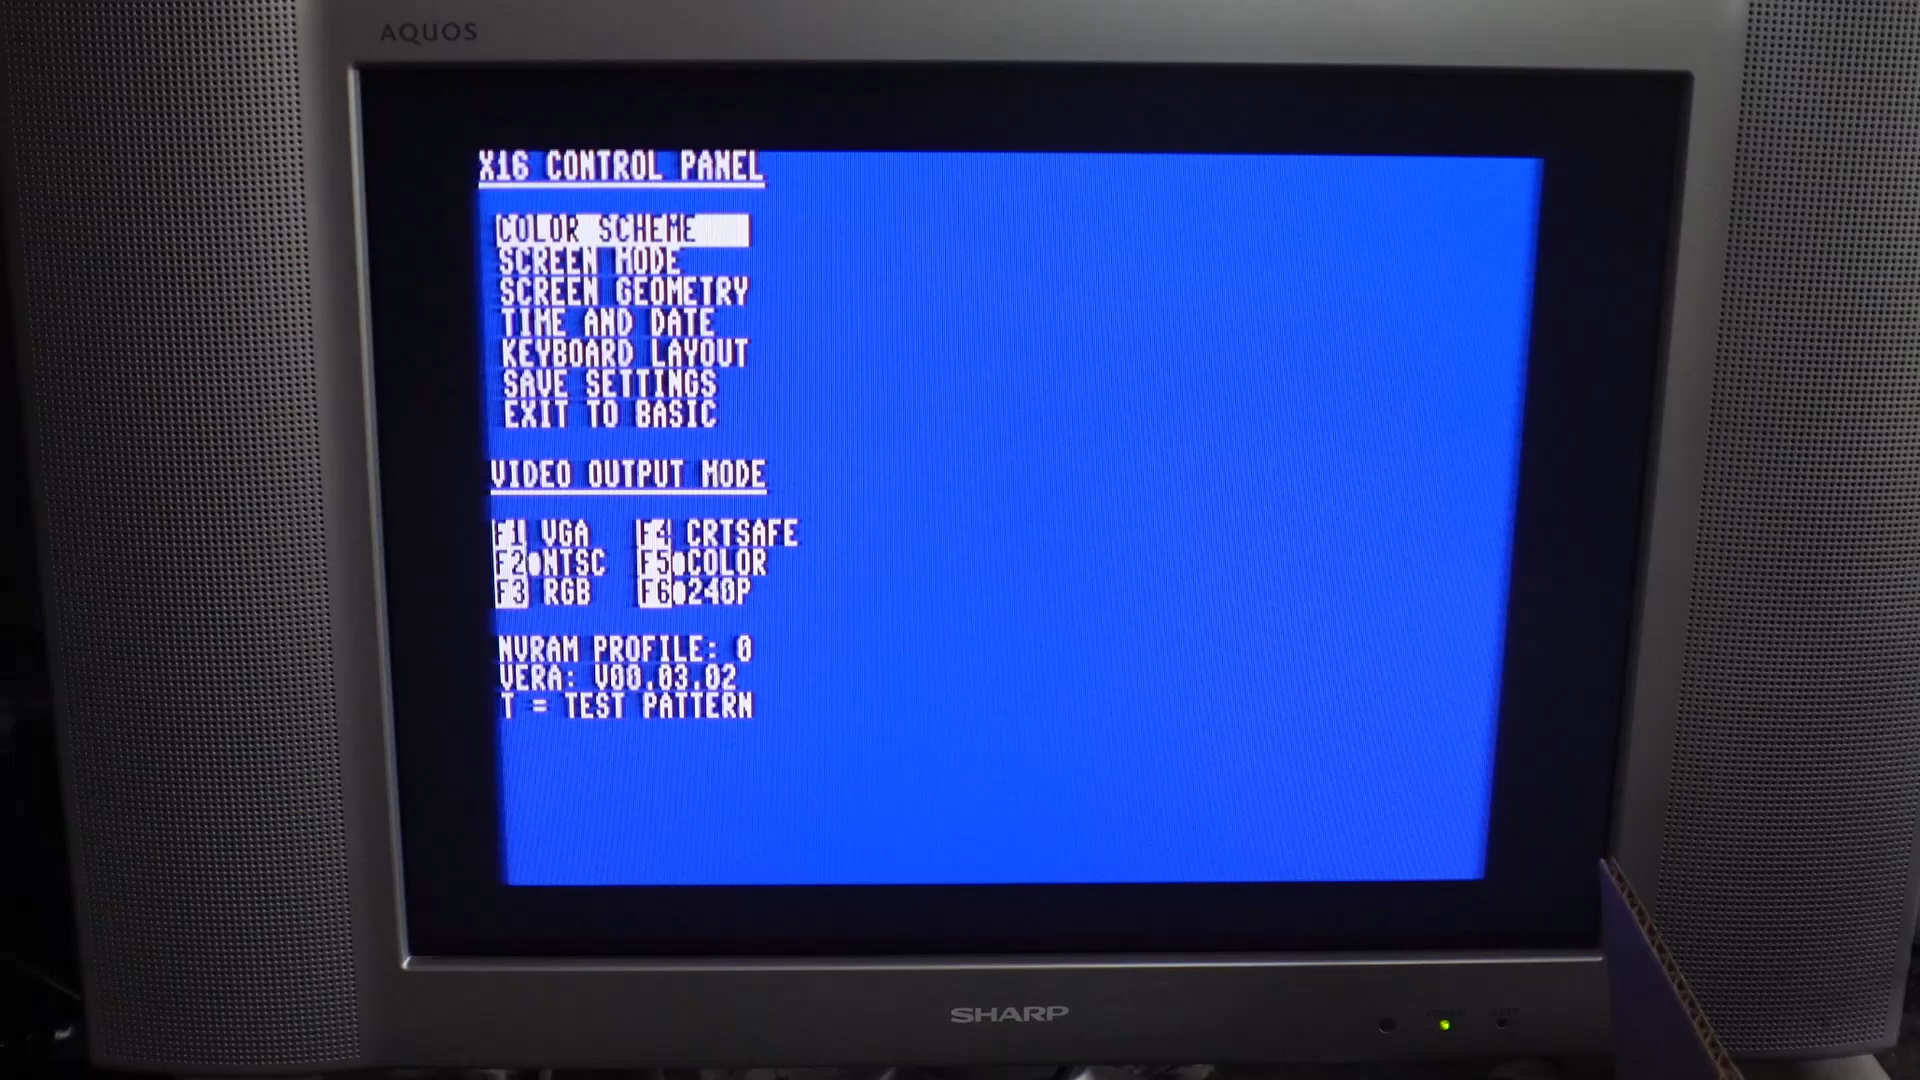 AQUOS
X16 CONTROL PANEL
COLOR SCHEME
SCREEN MODE
SCREEN GEOMETRY
TIME AND DATE
KEYBOARD LAYOUT
SAVE SETTINGS
EXIT TO BASIC
VIDEO OUTPUT MODE
F1 VGA F4 CRTSAFE
F2●NTSC F5●COLOR
F3 RGB F6●240P
NVRAM PROFILE: 0
VERA: V00.03.02
T = TEST PATTERN
SHARP